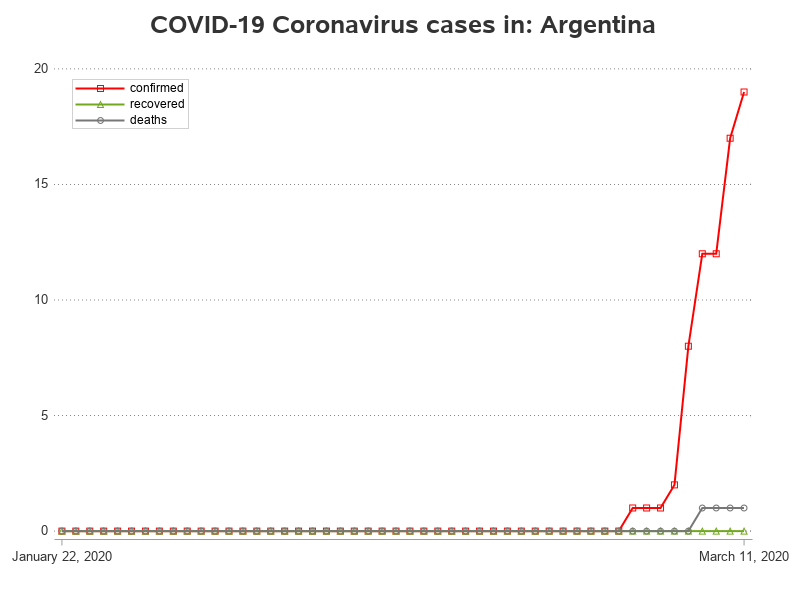 COVID-19 Coronavirus cases in: Argentina
20
confirmed
recovered
deaths
15
10
5
0
January 22, 2020
March 11, 2020